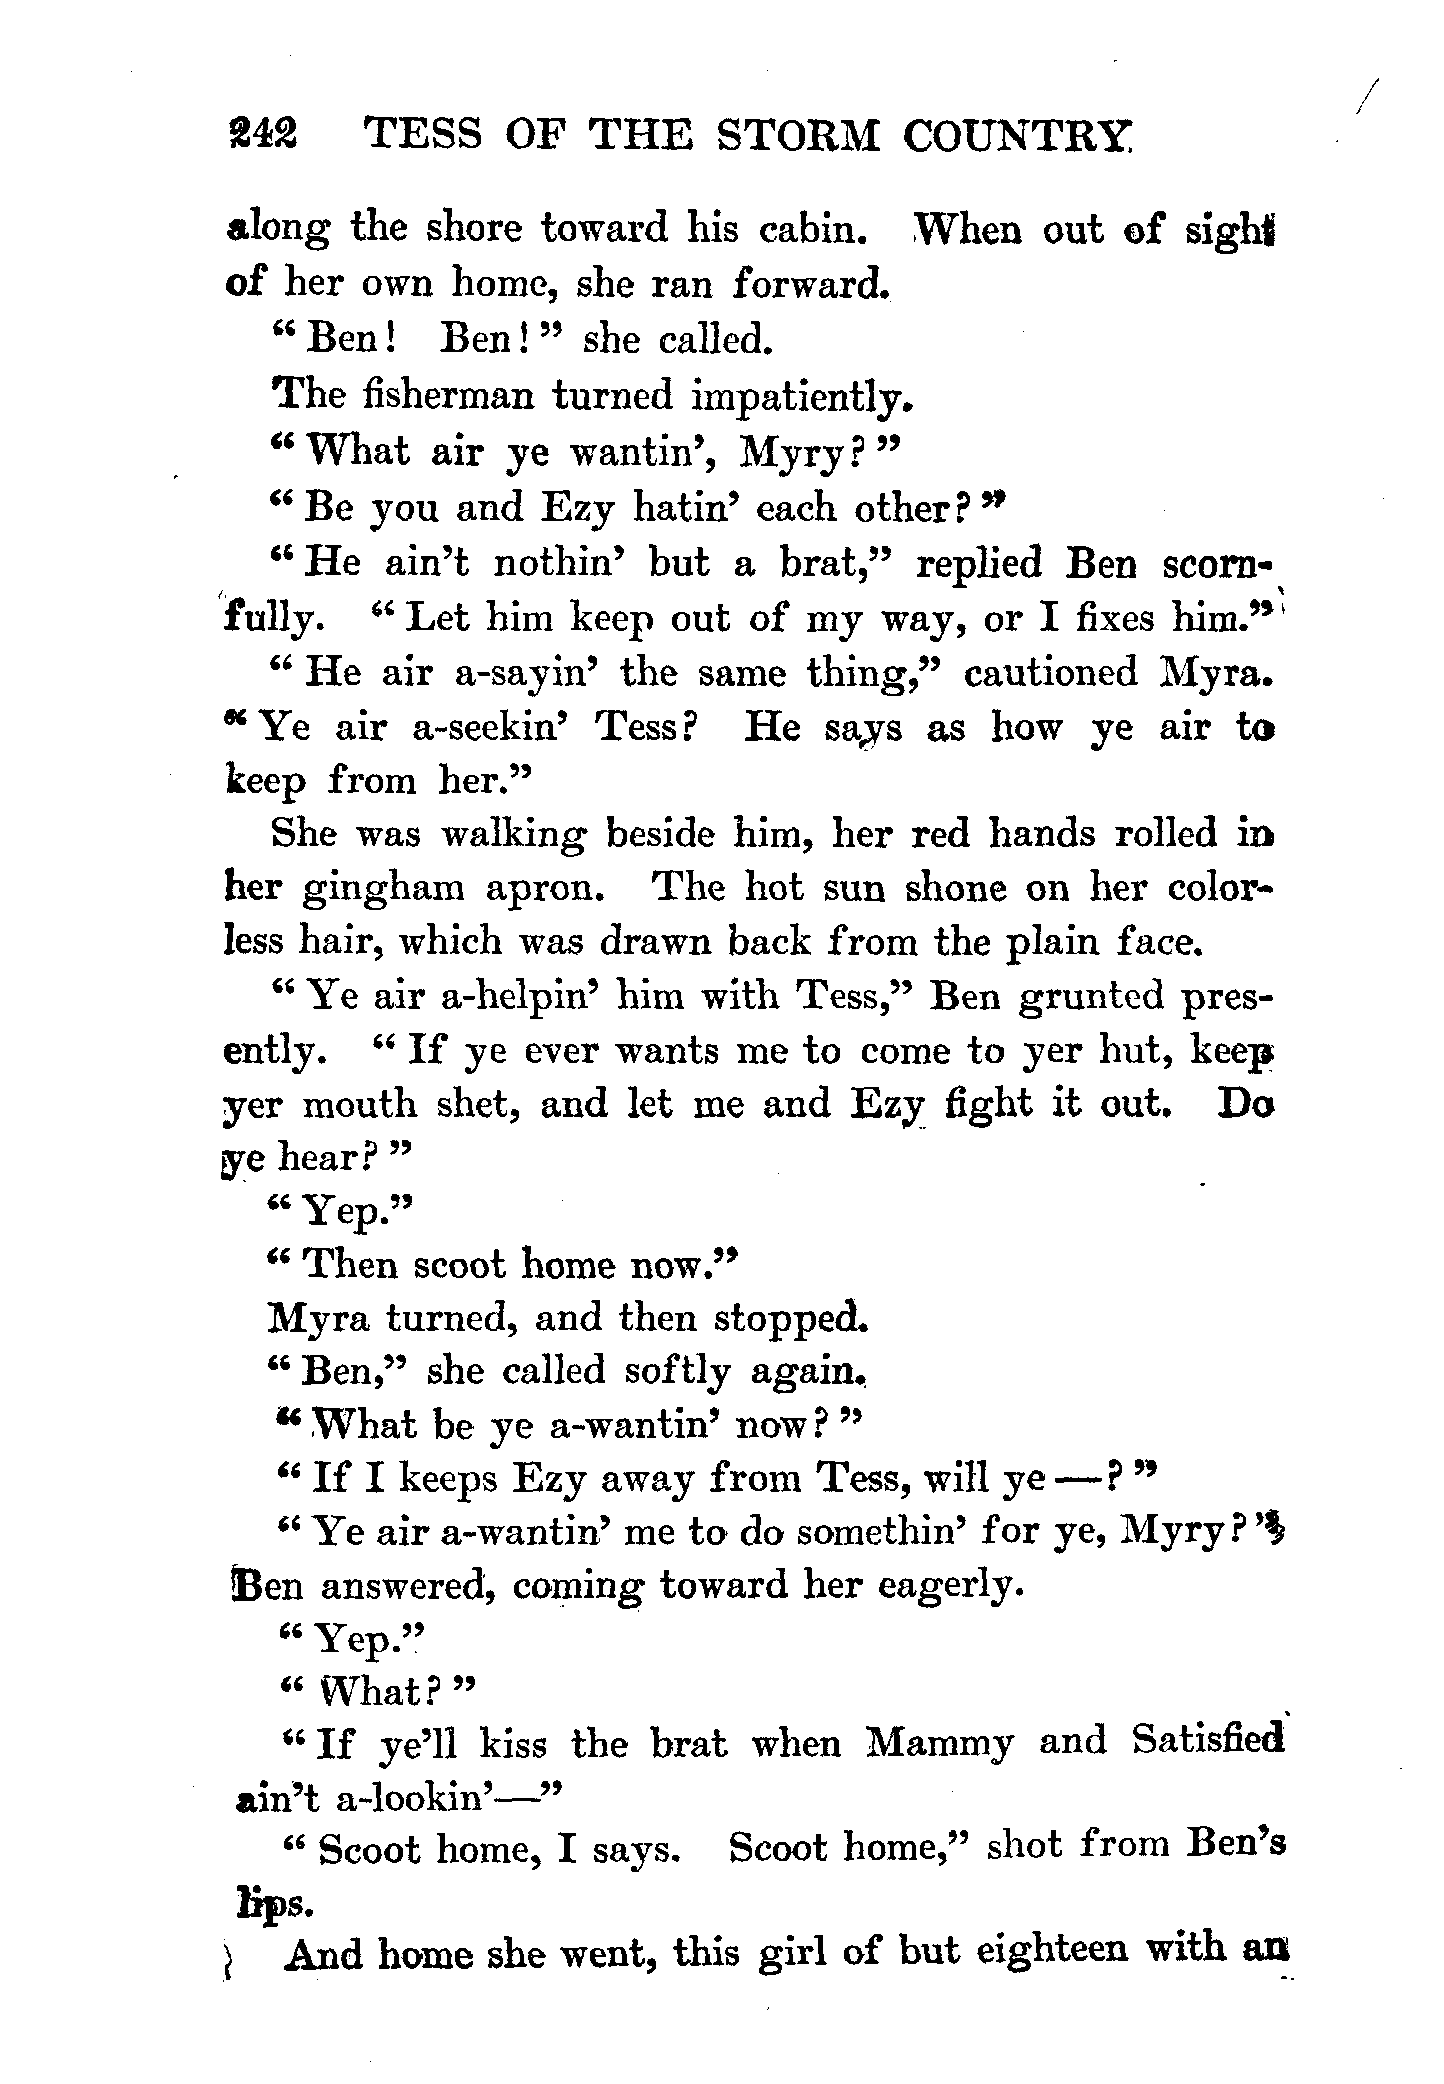 242 TESS OF THE STORM COUNTRY
along the shore toward his cabin. When out of sight
of her own home, she ran forward.
"Ben! Ben!" she called.
The fisherman turned impatiently.
"What air ye wantin', Myry?"
"Be you and Ezy hatin' each other?"
"He ain't nothin' but a brat," replied Ben scorn-
fully. "Let him keep out of my way, or I fixes him."
"He air a-sayin' the same thing," cautioned Myra.
"Ye air a-seekin' Tess? He says as how ye air to
keep from her."
She was walking beside him, her red hands rolled in
her gingham apron. The hot sun shone on her color-
less hair, which was drawn back from the plain face.
"Ye air a-helpin' him with Tess," Ben grunted pres-
ently. "If ye ever wants me to come to yer hut, keep
yer mouth shet, and let me and Ezy fight it out. Do
ye hear?"
"Yep."
"Then scoot home now."
Myra turned, and then stopped.
"Ben," she called softly again.
"What be ye a-wantin' now?"
"If I keeps Ezy away from Tess, will ye—?"
"Ye air a-wantin' me to do somethin' for ye, Myry?"
Ben answered, coming toward her eagerly.
"Yep."
"What?"
"If ye'll kiss the brat when Mammy and Satisfied
ain't a-lookin'—"
"Scoot home, I says. Scoot home," shot from Ben's
lips.
And home she went, this girl of but eighteen with an